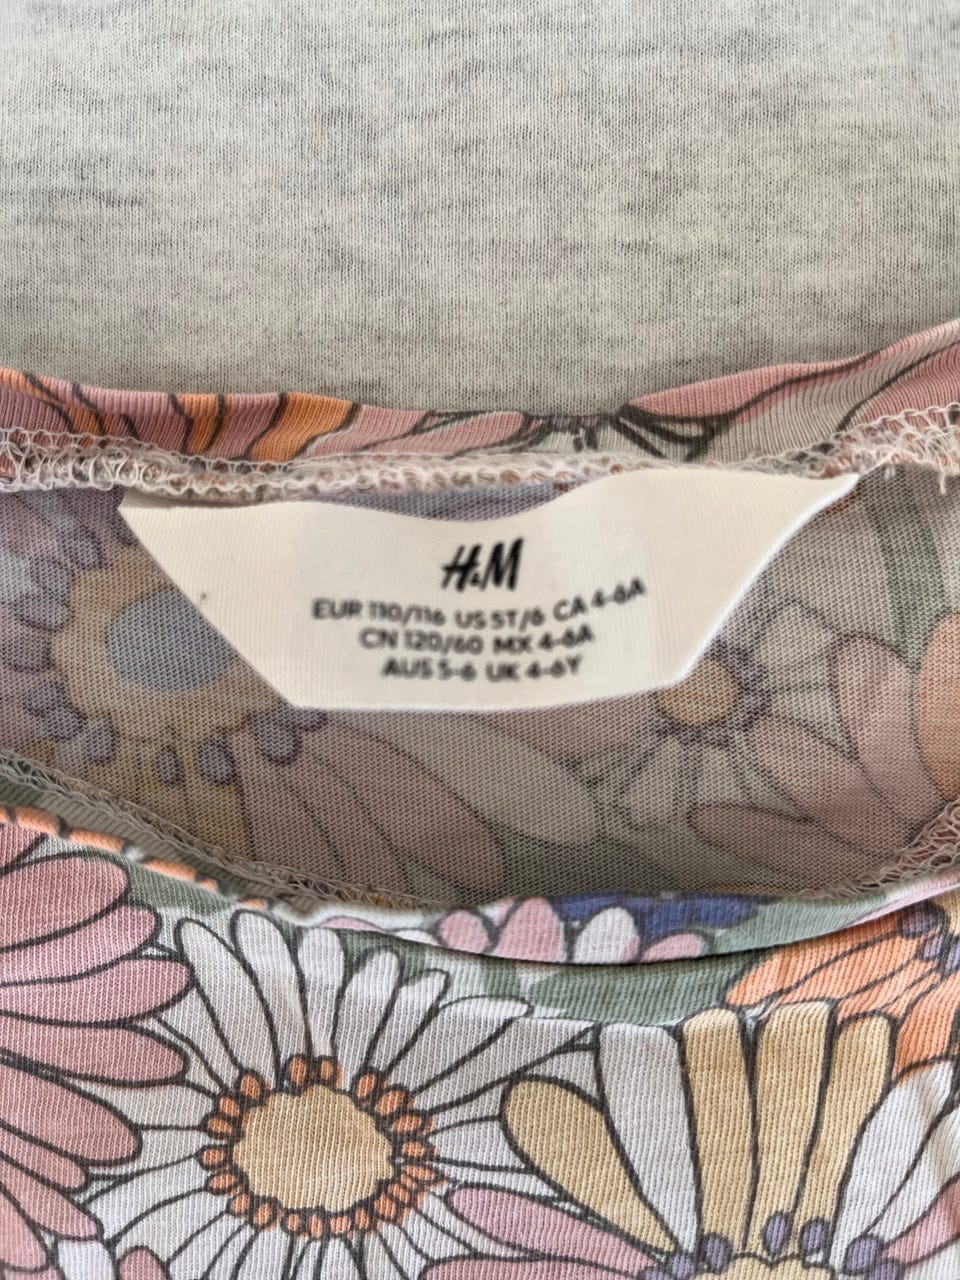 H&M
EUR 110/116 US 5T/6 CA 4-6A
CN 120/60 MX 4-6A
AUS 5-6 UK 4-6Y